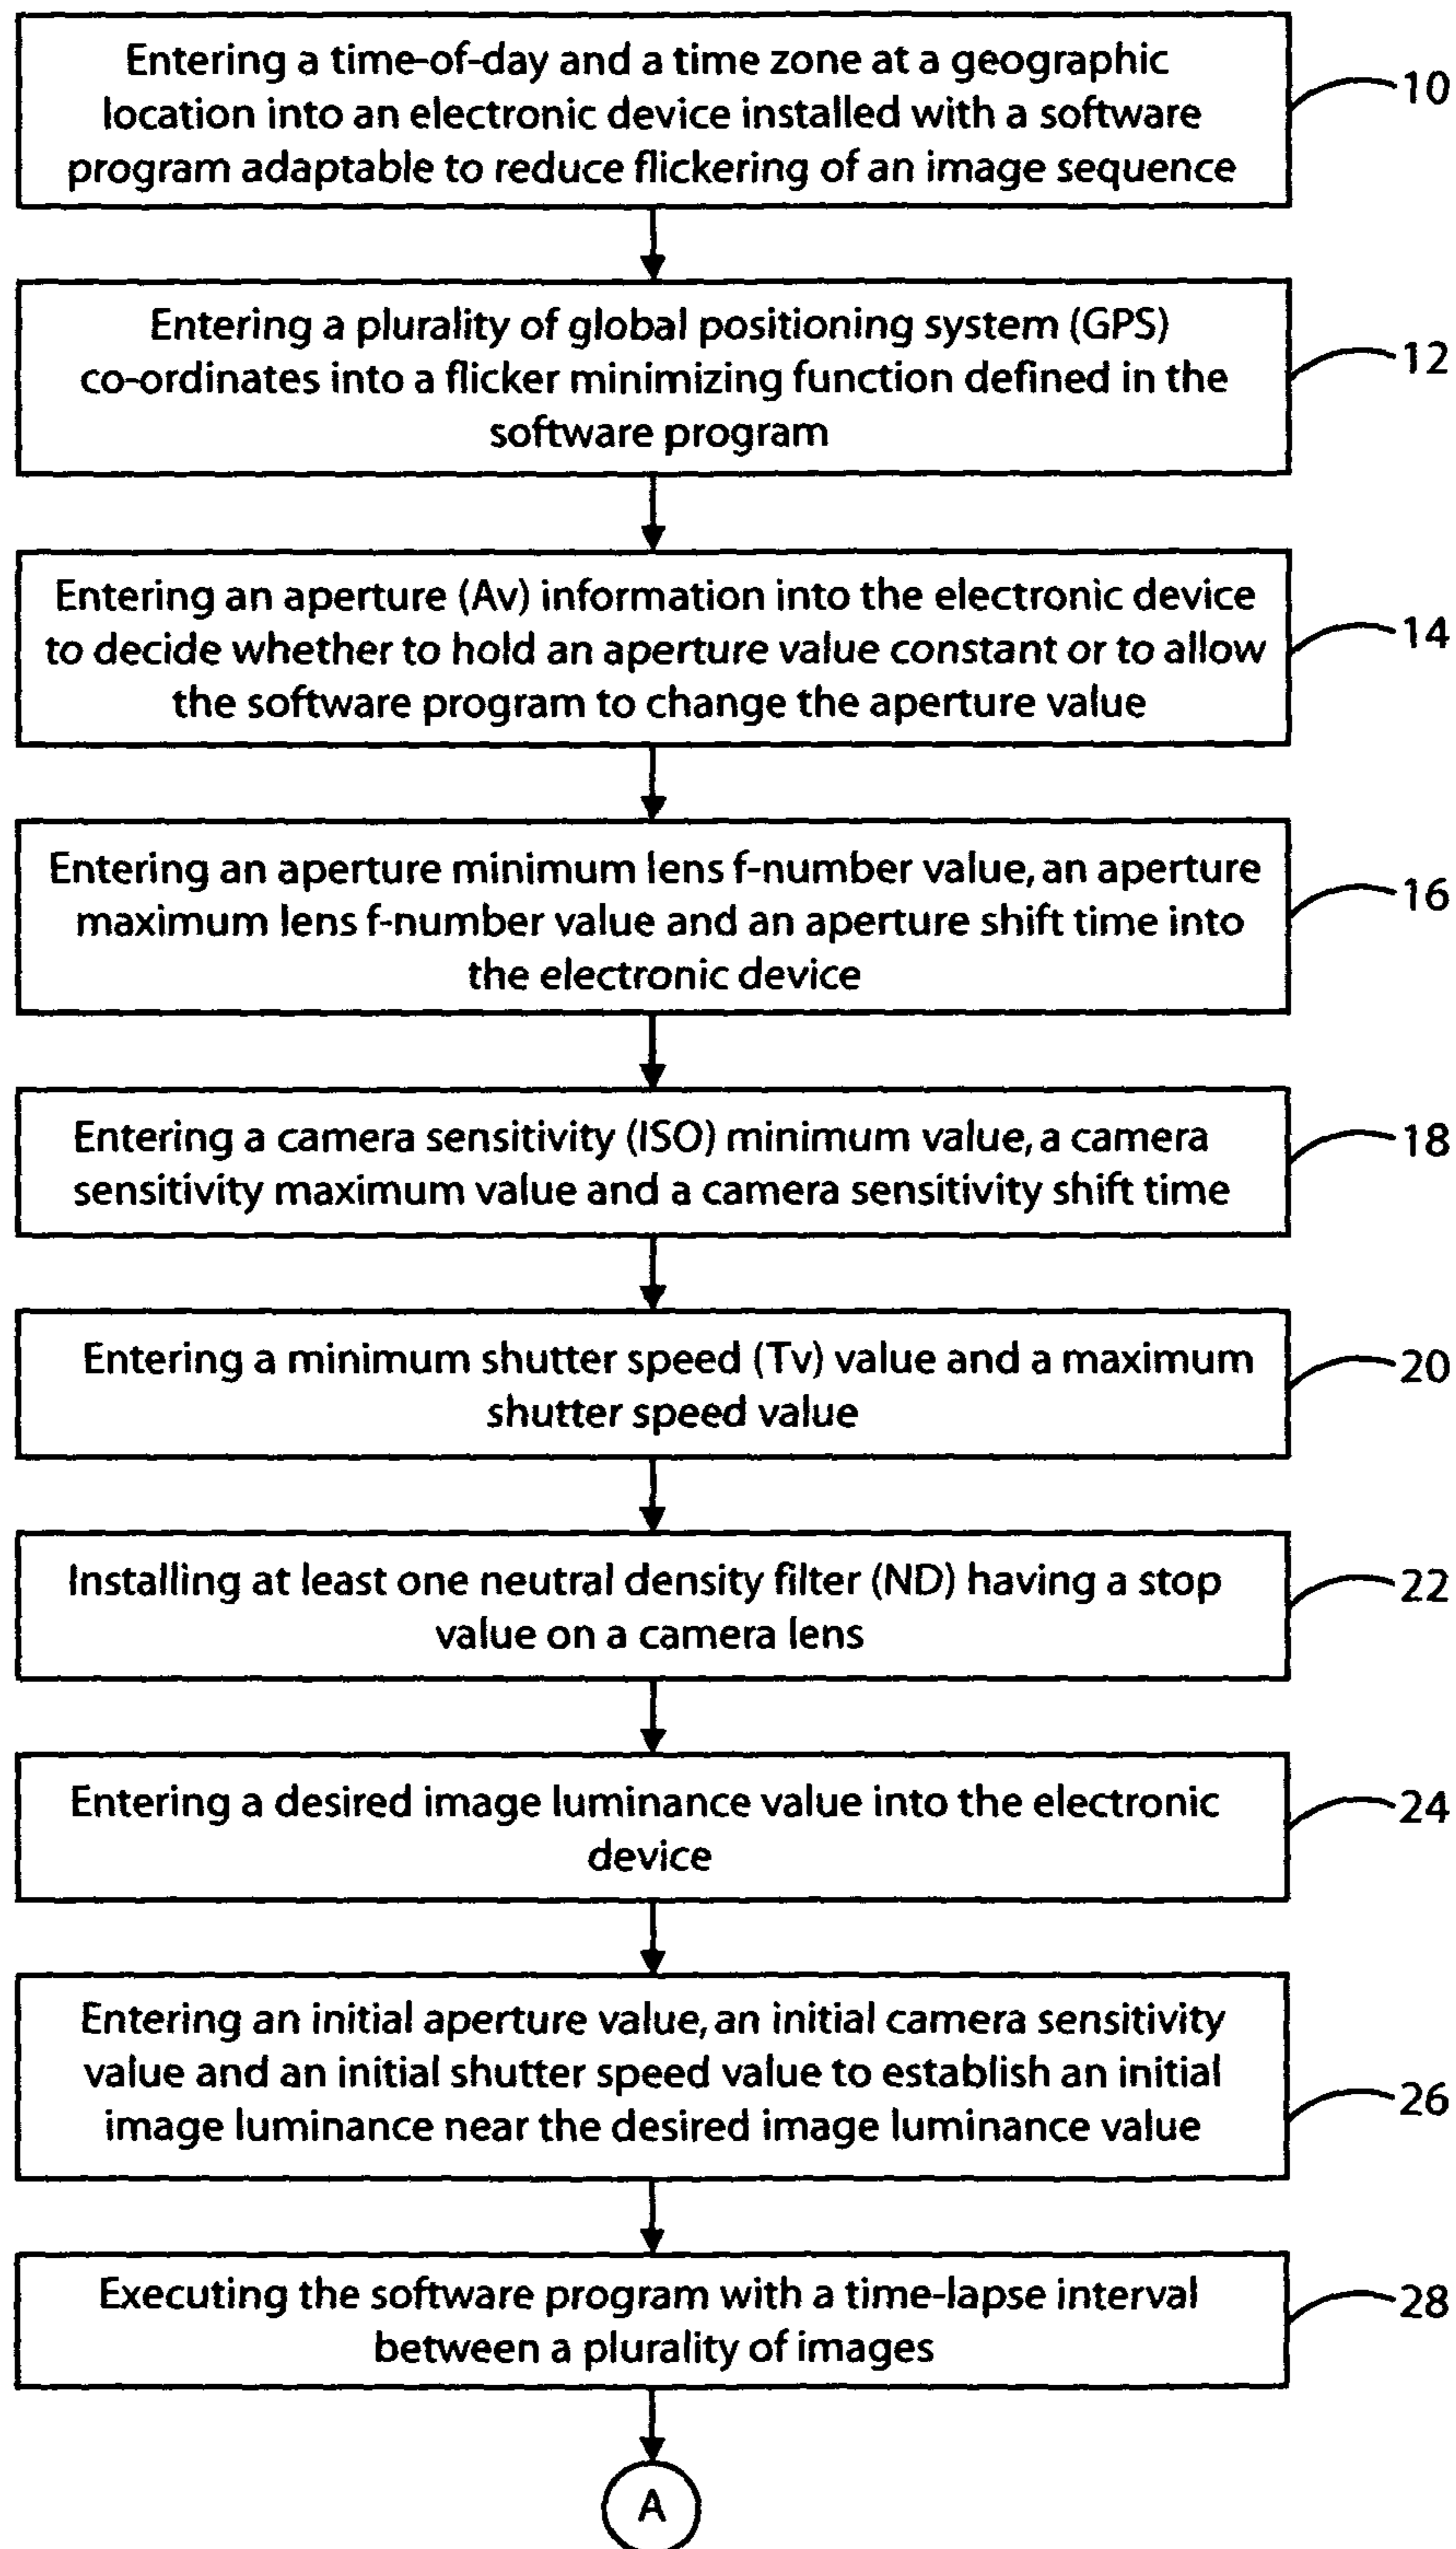 Entering a time-of-day and a time zone at a geographic
location into an electronic device installed with a software
program adaptable to reduce flickering of an image sequence
10
Entering a plurality of global positioning system (GPS)
co-ordinates into a flicker minimizing function defined in the
software program
12
Entering an aperture (Av) information into the electronic device
to decide whether to hold an aperture value constant or to allow
the software program to change the aperture value
14
Entering an aperture minimum lens f-number value, an aperture
maximum lens f-number value and an aperture shift time into
the electronic device
16
Entering a camera sensitivity (ISO) minimum value, a camera
sensitivity maximum value and a camera sensitivity shift time
18
Entering a minimum shutter speed (Tv) value and a maximum
shutter speed value
20
Installing at least one neutral density filter (ND) having a stop
value on a camera lens
22
Entering a desired image luminance value into the electronic
device
24
Entering an initial aperture value, an initial camera sensitivity
value and an initial shutter speed value to establish an initial
image luminance near the desired image luminance value
26
Executing the software program with a time-lapse interval
between a plurality of images
28
A